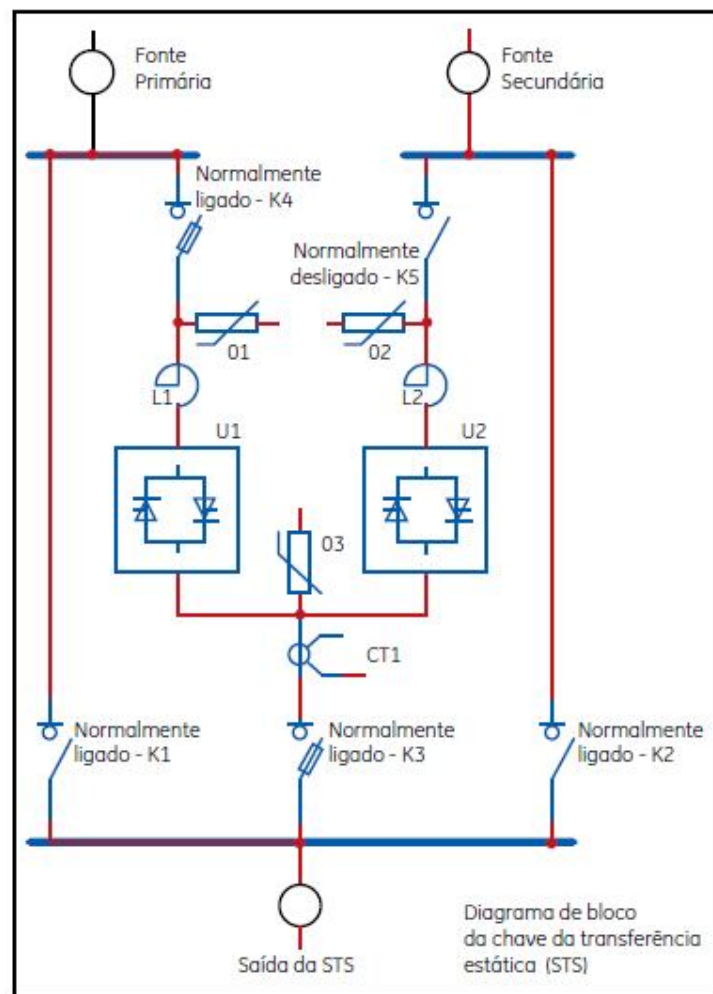 Fonte
Primária
Fonte
Secundária
Normalmente
ligado - K4
Normalmente
desligado - K5
01
02
L1
L2
U1
U2
03
CT1
Normalmente
ligado - K1
Normalmente
ligado - K3
Normalmente
ligado - K2
Saída da STS
Diagrama de bloco
da chave da transferência
estática (STS)